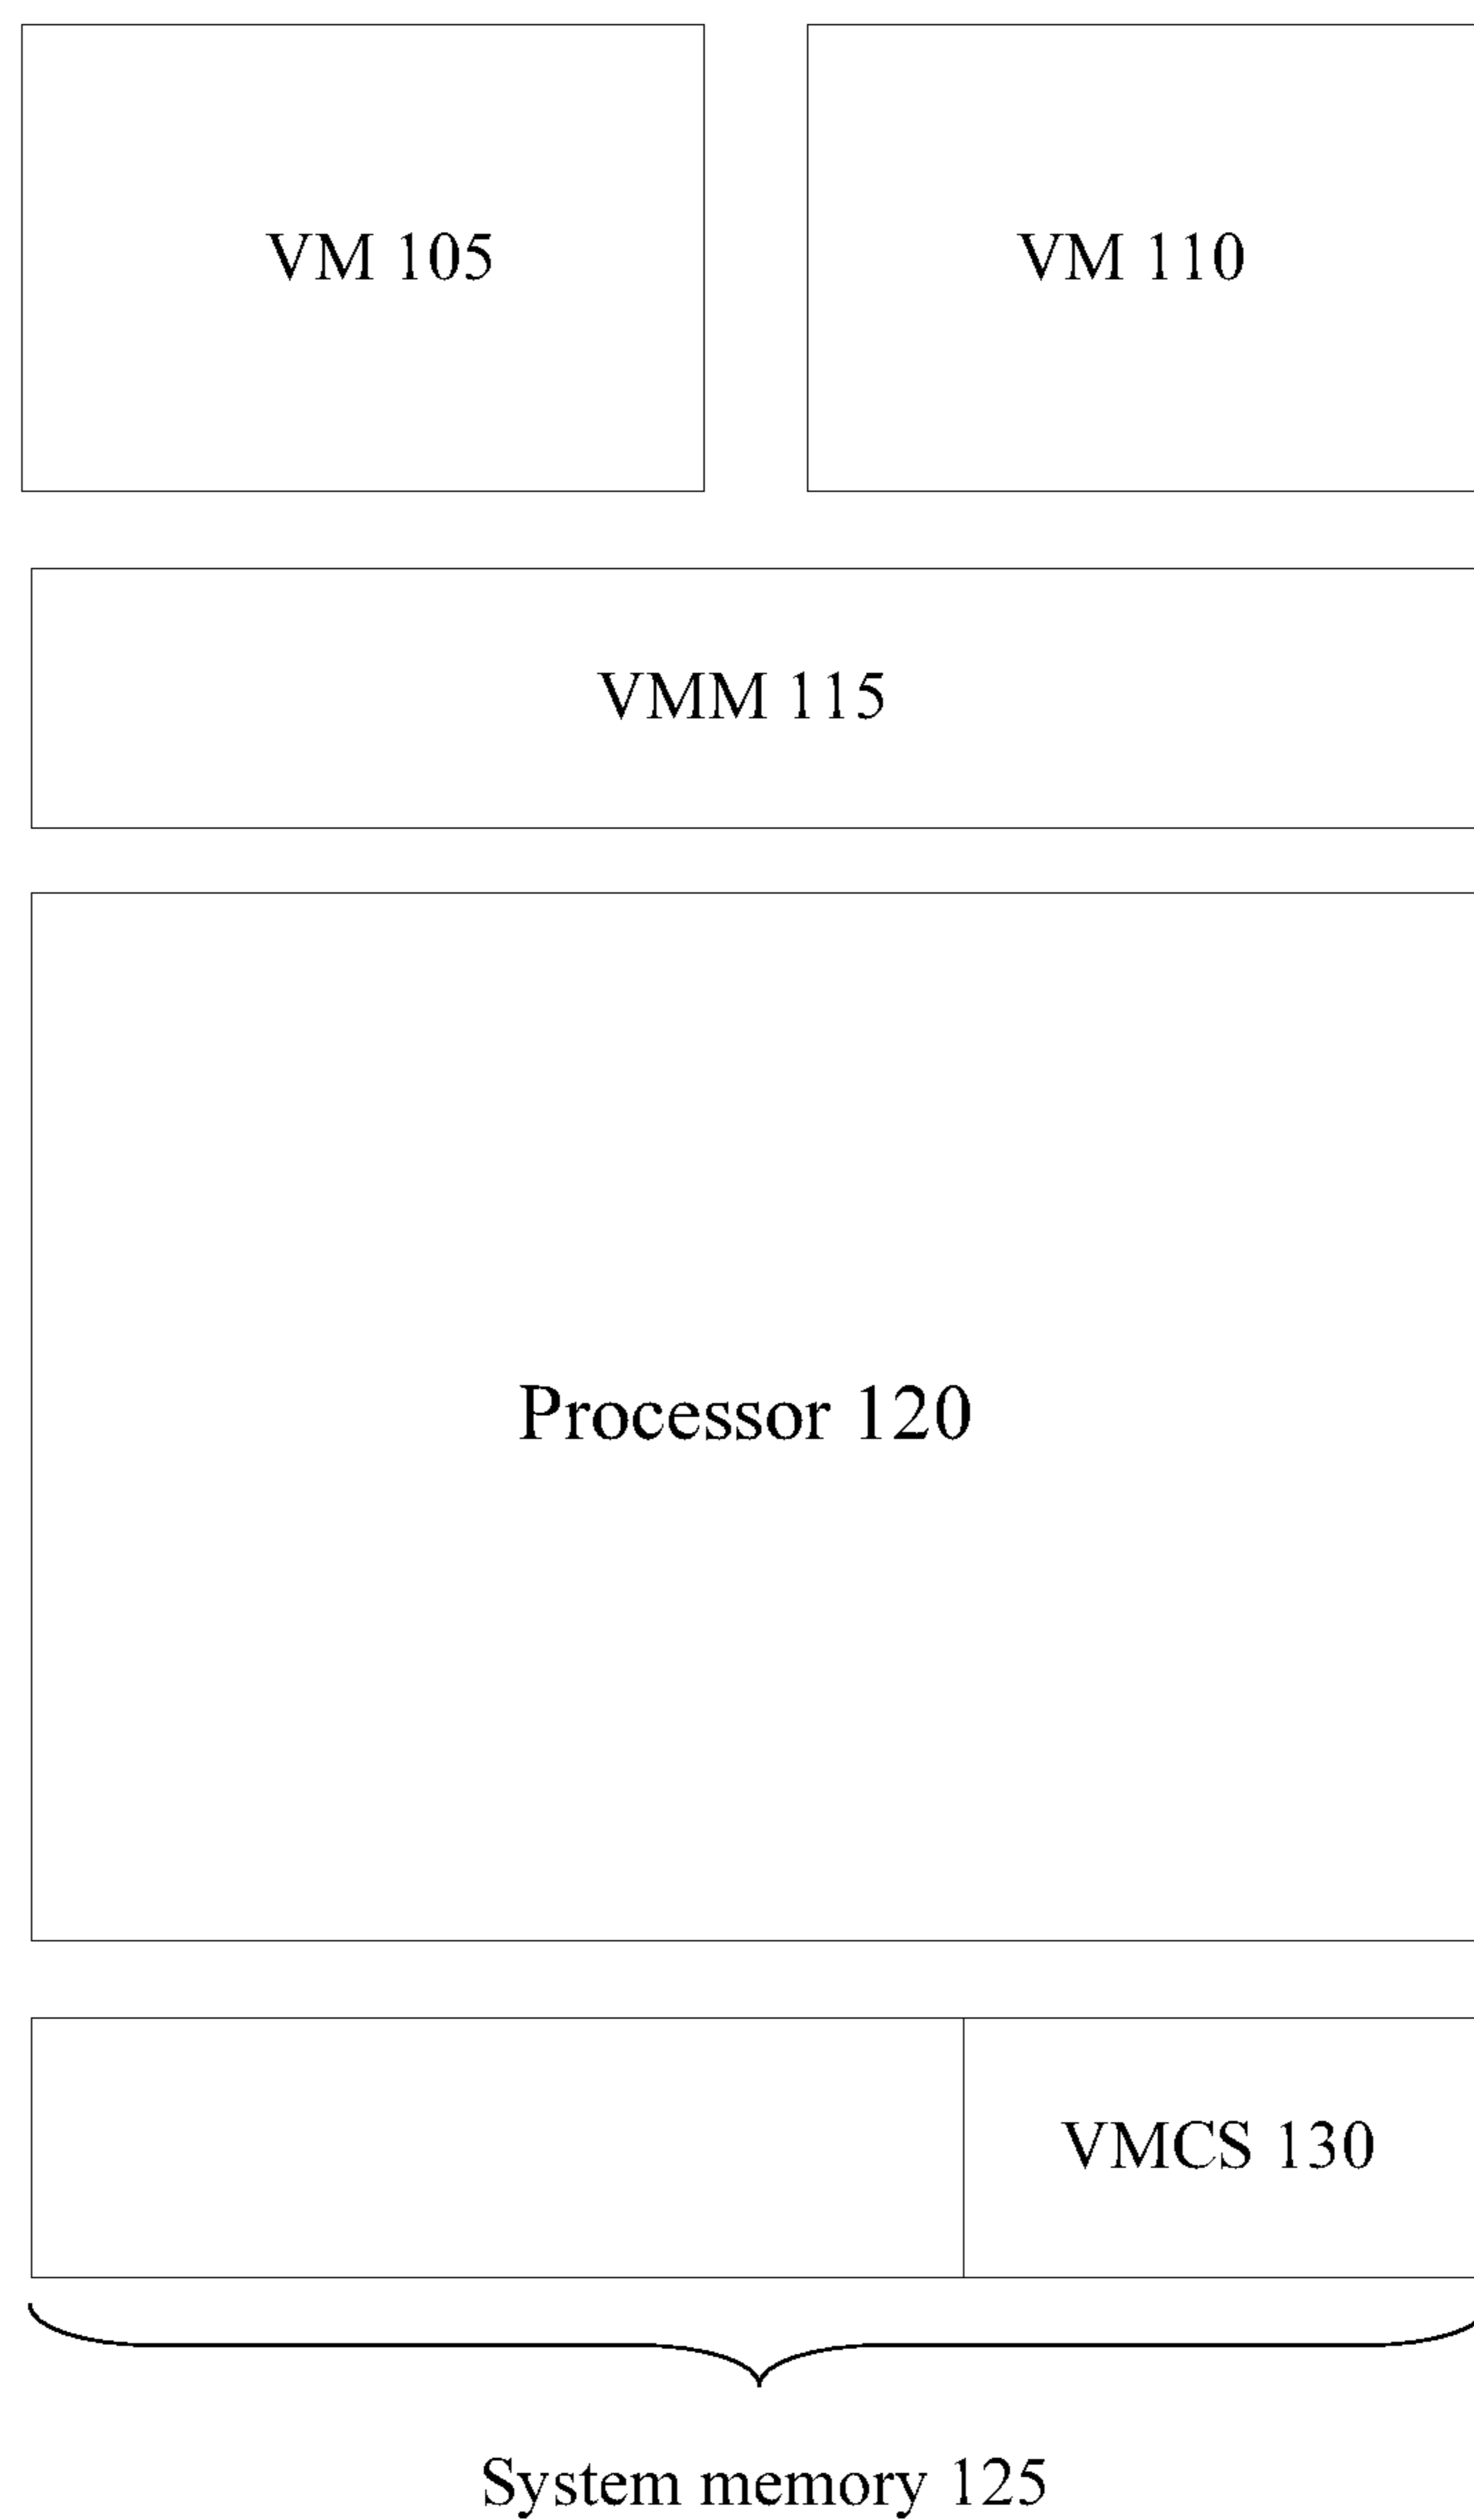 VM 105
VM 110
VMM 115
Processor 120
VMCS 130
System memory 125